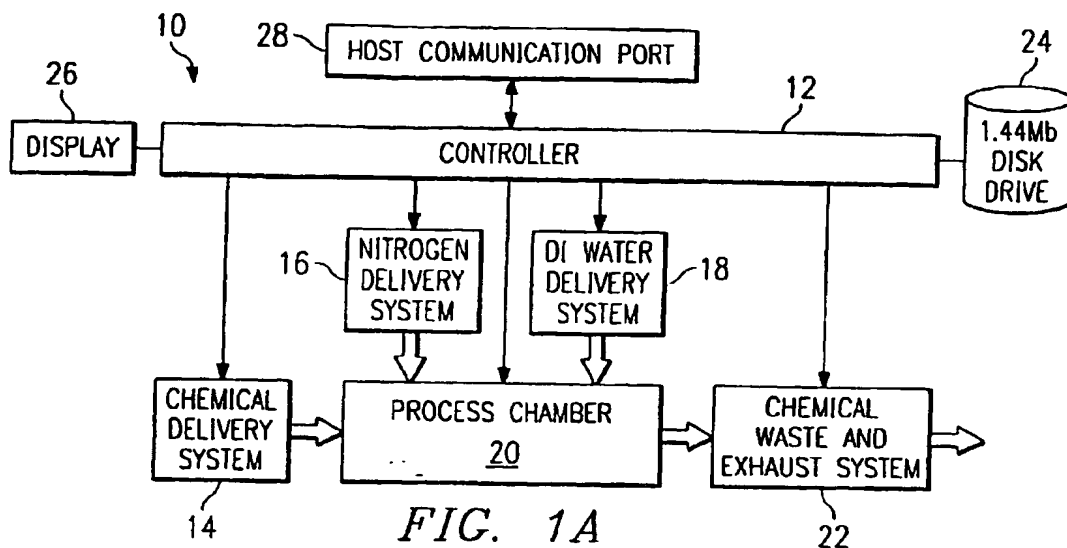 10
28
HOST COMMUNICATION PORT
24
26
12
DISPLAY
CONTROLLER
1.44Mb
DISK
DRIVE
16
NITROGEN
DELIVERY
SYSTEM
DI WATER
DELIVERY
SYSTEM
18
CHEMICAL
DELIVERY
SYSTEM
PROCESS CHAMBER
20
CHEMICAL
WASTE AND
EXHAUST SYSTEM
14
FIG. 1A
22